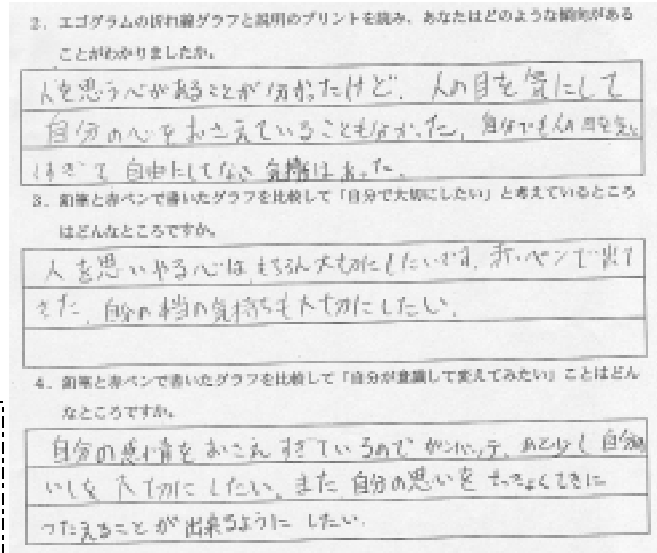 2．エゴグラムの折れ線グラフと説明のプリントを読み、あなたはどのような傾向がある
ことがわかりましたか。
人を思う心があることが分かったけど、人の目を気にして
自分の心をおさえていることも分かった。自分でも人の目を気に
しすぎて自由にしてない気持はあった。
3．鉛筆と赤ペンで書いたグラフを比較して「自分で大切にしたい」と考えているところ
はどんなところですか。
人を思いやる心はもちろん大切にしたいです。赤ペンで出て
きた、自分の本当の気持ちも大切にしたい。
4．鉛筆と赤ペンで書いたグラフを比較して「自分が意識して変えてみたい」ことはどん
なところですか。
自分の感情をおさえすぎているので あと少し自分の
いしを大切にしたい。また自分の思いをせっきょくてきに
つたえることが出来るようにしたい。